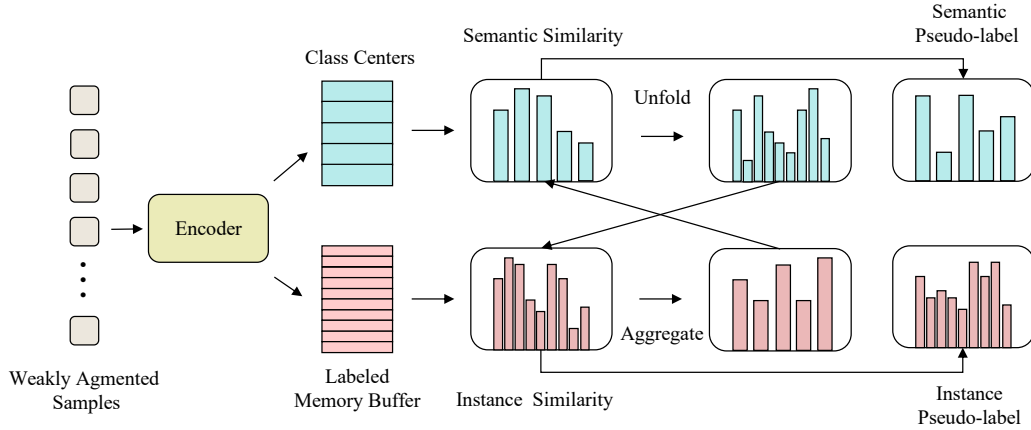 Semantic
Pseudo-label
Class Centers
Semantic Similarity
Unfold
Encoder
Aggregate
Weakly Agmented
Samples
Labeled
Memory Buffer
Instance Similarity
Instance
Pseudo-label